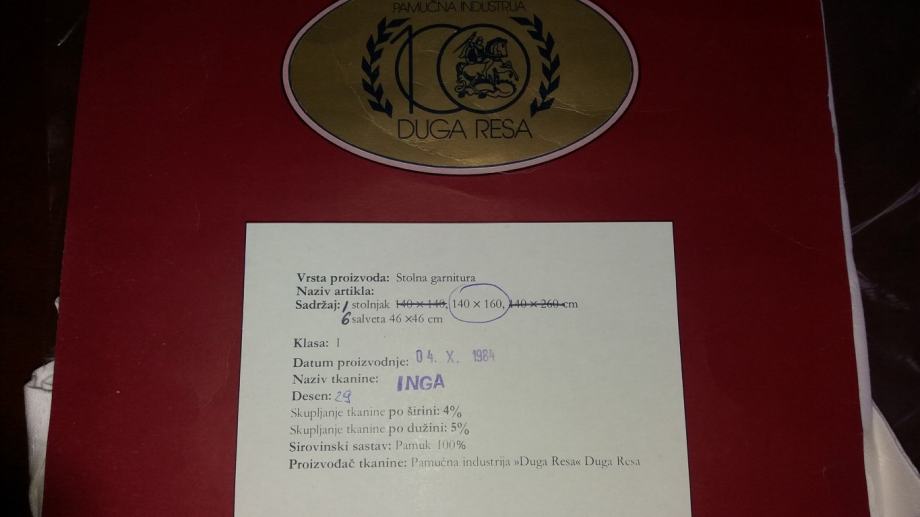 PAMUČNA INDUSTRIJA
100
DUGA RESA
Vrsta proizvoda: Stolna garnitura
Naziv artikla:
Sadržaj: 1 stolnjak 140 × 140, 140 × 160, 140 × 260 cm
6 salveta 46 ×46 cm
Klasa: I
Datum proizvodnje: 04. X. 1984
Naziv tkanine: INGA
Desen: 29
Skupljanje tkanine po širini: 4%
Skupljanje tkanine po dužini: 5%
Sirovinski sastav: Pamuk 100%
Proizvođač tkanine: Pamučna industrija »Duga Resa« Duga Resa